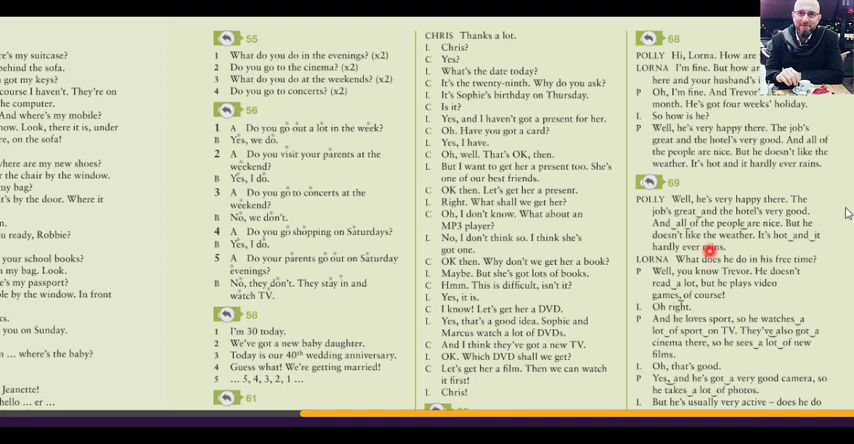 re's my suitcase?
behind the sofa.
got my keys?
course I haven't. They're on
he computer.
And where's my mobile?
now. Look, there it is, under
re, on the sofa!
where are my new shoes?
r the chair by the window.
my bag?
t's by the door. Where it
n.
u ready, Robbie?
your school books?
n my bag. Look.
re's my passport?
le by the window. In front
ks.
you on Sunday.
m … where's the baby?
Jeanette!
hello … er …
55
1 What do you do in the evenings? (x2)
2 Do you go to the cinema? (x2)
3 What do you do at the weekends? (x2)
4 Do you go to concerts? (x2)
56
1 A Do you go out a lot in the week?
B Yes, we do.
2 A Do you visit your parents at the
weekend?
B Yes, I do.
3 A Do you go to concerts at the
weekend?
B No, we don't.
4 A Do you go shopping on Saturdays?
B Yes, I do.
5 A Do your parents go out on Saturday
evenings?
B No, they don't. They stay in and
watch TV.
58
1 I'm 30 today.
2 We've got a new baby daughter.
3 Today is our 40th wedding anniversary.
4 Guess what! We're getting married!
5 … 5, 4, 3, 2, 1 …
61
CHRIS Thanks a lot.
L Chris?
C Yes?
L What's the date today?
C It's the twenty-ninth. Why do you ask?
L It's Sophie's birthday on Thursday.
C Is it?
L Yes, and I haven't got a present for her.
C Oh. Have you got a card?
L Yes, I have.
C Oh, well. That's OK, then.
L But I want to get her a present too. She's
one of our best friends.
C OK then. Let's get her a present.
L Right. What shall we get her?
C Oh, I don't know. What about an
MP3 player?
L No, I don't think so. I think she's
got one.
C OK then. Why don't we get her a book?
L Maybe. But she's got lots of books.
C Hmm. This is difficult, isn't it?
L Yes, it is.
C I know! Let's get her a DVD.
L Yes, that's a good idea. Sophie and
Marcus watch a lot of DVDs.
C And I think they've got a new TV.
L OK. Which DVD shall we get?
C Let's get her a film. Then we can watch
it first!
L Chris!
68
POLLY Hi, Lorna. How are
LORNA I'm fine. But how ar
here and your husband's i
P Oh, I'm fine. And Trevor'
month. He's got four weeks' holiday.
L So how is he?
P Well, he's very happy there. The job's
great and the hotel's very good. And all of
the people are nice. But he doesn't like the
weather. It's hot and it hardly ever rains.
69
POLLY Well, he's very happy there. The
job's great and the hotel's very good.
And all of the people are nice. But he
doesn't like the weather. It's hot and it
hardly ever rains.
LORNA What does he do in his free time?
P Well, you know Trevor. He doesn't
read a lot, but he plays video
games, of course!
L Oh right.
P And he loves sport, so he watches a
lot of sport on TV. They've also got a
cinema there, so he sees a lot of new
films.
L Oh, that's good.
P Yes, and he's got a very good camera, so
he takes a lot of photos.
L But he's usually very active – does he do